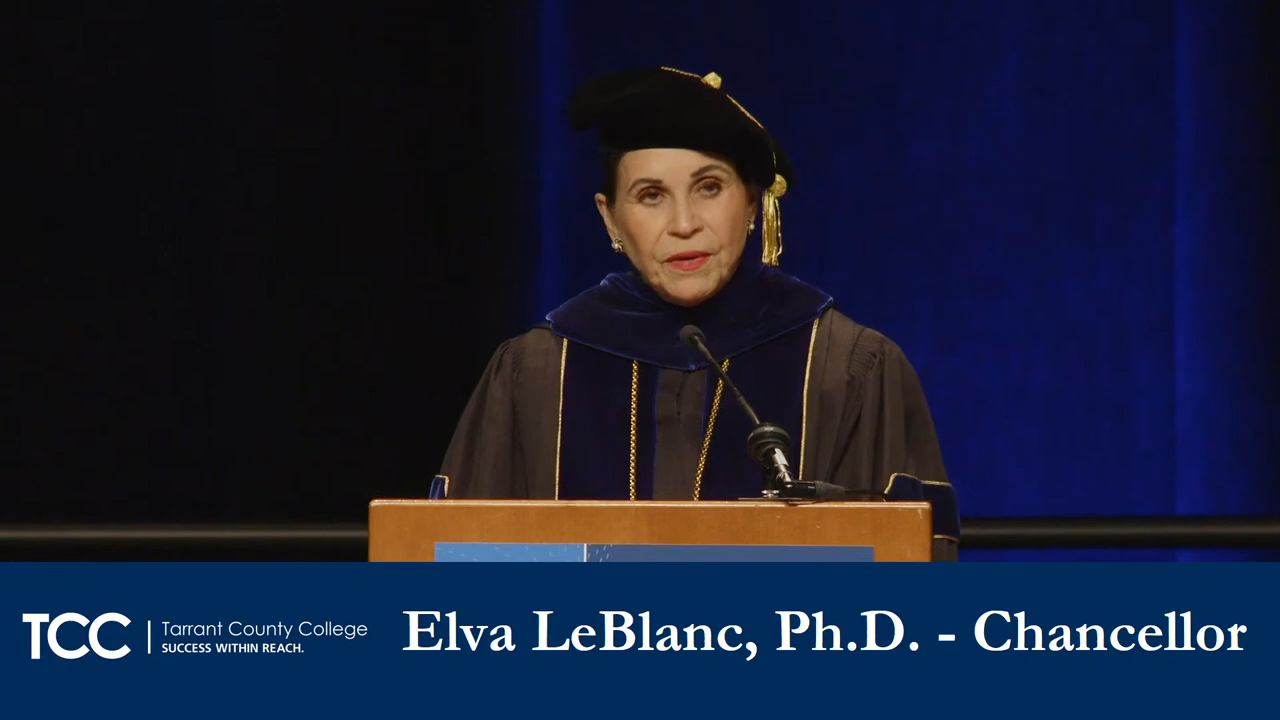 TCC
Tarrant County College
SUCCESS WITHIN REACH.
Elva LeBlanc, Ph.D. - Chancellor